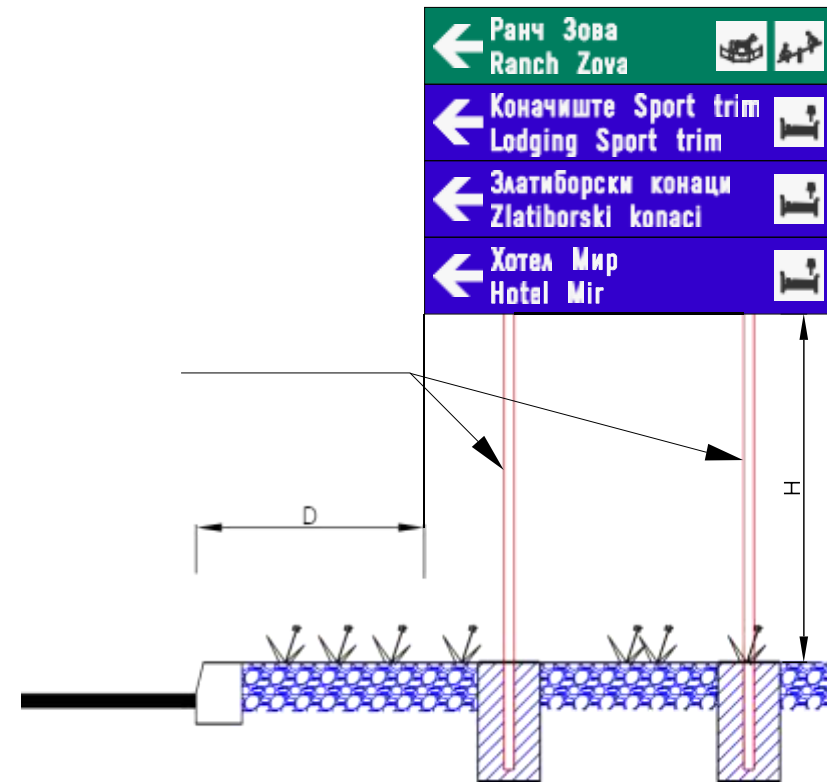 Ранч Зова
Ranch Zova
Коначиште Sport trim
Lodging Sport trim
Златиборски конаци
Zlatiborski konaci
Хотел Мир
Hotel Mir
D
H